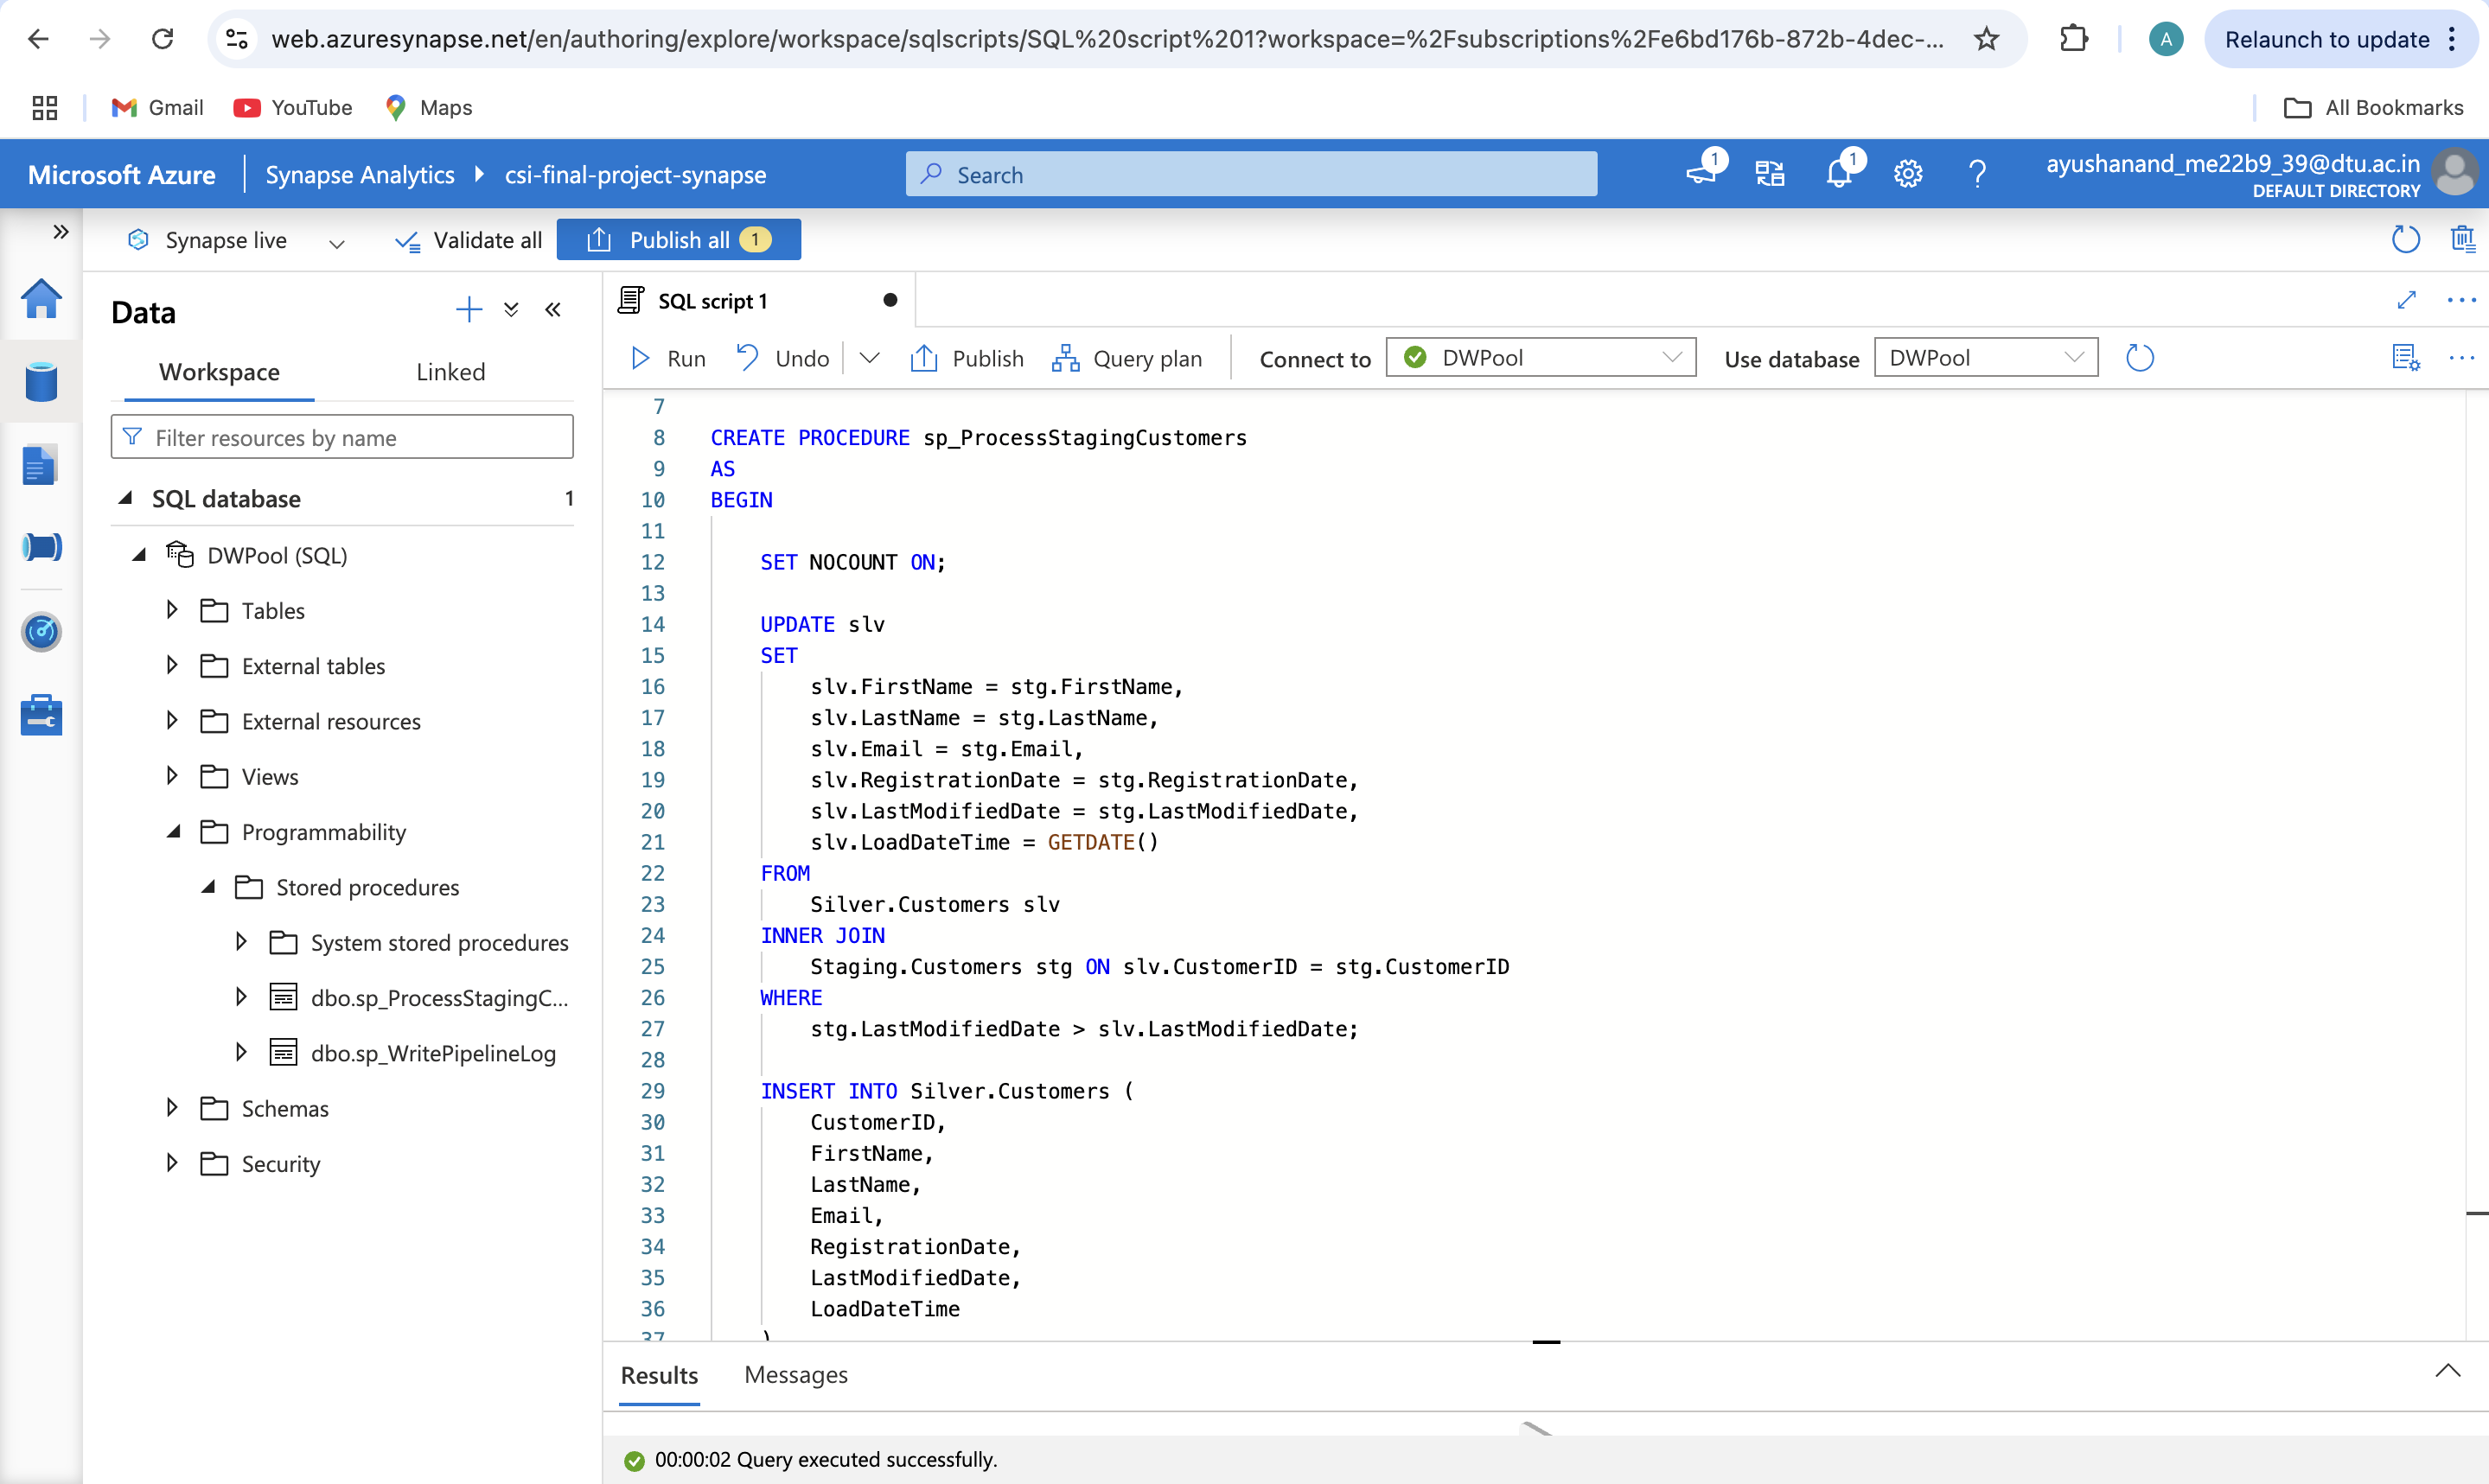 web.azuresynapse.net/en/authoring/explore/workspace/sqlscripts/SQL%20script%201?workspace=%2Fsubscriptions%2Fe6bd176b-872b-4dec-...
A
Relaunch to update
Gmail
YouTube
Maps
All Bookmarks
Microsoft Azure
Synapse Analytics
csi-final-project-synapse
Search
1
1
ayushanand_me22b9_39@dtu.ac.in
DEFAULT DIRECTORY
Synapse live
Validate all
Publish all 1
Data
Workspace
Linked
Filter resources by name
SQL database 1
DWPool (SQL)
Tables
External tables
External resources
Views
Programmability
Stored procedures
System stored procedures
dbo.sp_ProcessStagingC...
dbo.sp_WritePipelineLog
Schemas
Security
SQL script 1
Run
Undo
Publish
Query plan
Connect to
DWPool
Use database
DWPool
7
8 CREATE PROCEDURE sp_ProcessStagingCustomers
9 AS
10 BEGIN
11
12 SET NOCOUNT ON;
13
14 UPDATE slv
15 SET
16 slv.FirstName = stg.FirstName,
17 slv.LastName = stg.LastName,
18 slv.Email = stg.Email,
19 slv.RegistrationDate = stg.RegistrationDate,
20 slv.LastModifiedDate = stg.LastModifiedDate,
21 slv.LoadDateTime = GETDATE()
22 FROM
23 Silver.Customers slv
24 INNER JOIN
25 Staging.Customers stg ON slv.CustomerID = stg.CustomerID
26 WHERE
27 stg.LastModifiedDate > slv.LastModifiedDate;
28
29 INSERT INTO Silver.Customers (
30 CustomerID,
31 FirstName,
32 LastName,
33 Email,
34 RegistrationDate,
35 LastModifiedDate,
36 LoadDateTime
37 )
Results
Messages
00:00:02 Query executed successfully.